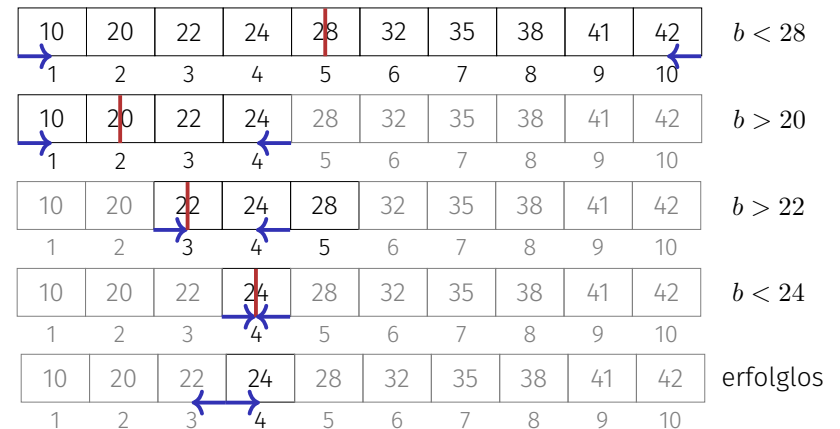 10 20 22 24 28 32 35 38 41 42 b < 28
1 2 3 4 5 6 7 8 9 10
10 20 22 24 28 32 35 38 41 42 b > 20
1 2 3 4 5 6 7 8 9 10
10 20 22 24 28 32 35 38 41 42 b > 22
1 2 3 4 5 6 7 8 9 10
10 20 22 24 28 32 35 38 41 42 b < 24
1 2 3 4 5 6 7 8 9 10
10 20 22 24 28 32 35 38 41 42 erfolglos
1 2 3 4 5 6 7 8 9 10